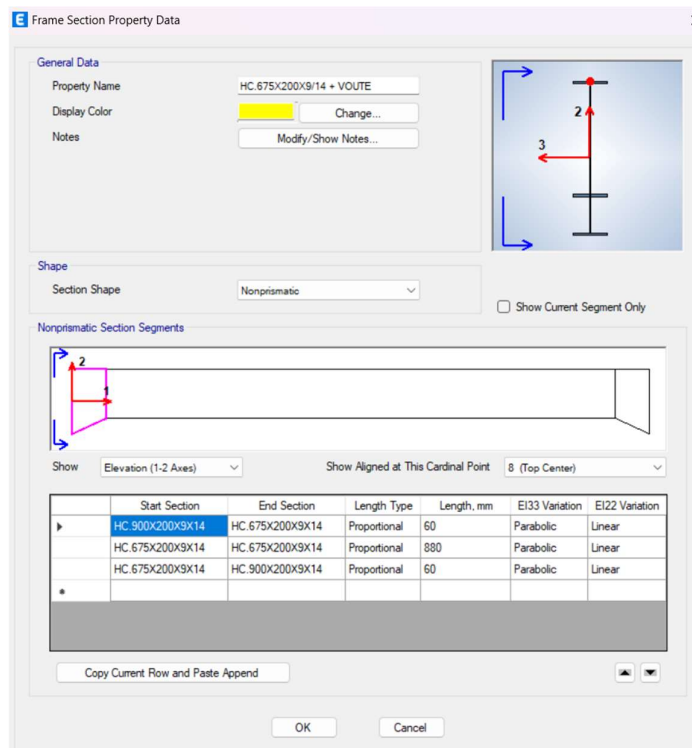 E Frame Section Property Data
General Data
Property Name HC.675X200X9/14 + VOUTE
Display Color Change...
Notes Modify/Show Notes...
2
3
Shape
Section Shape Nonprismatic
Show Current Segment Only
Nonprismatic Section Segments
2
1
Show Elevation (1-2 Axes) Show Aligned at This Cardinal Point 8 (Top Center)
Start Section End Section Length Type Length, mm EI33 Variation EI22 Variation
HC.900X200X9X14 HC.675X200X9X14 Proportional 60 Parabolic Linear
HC.675X200X9X14 HC.675X200X9X14 Proportional 880 Parabolic Linear
HC.675X200X9X14 HC.900X200X9X14 Proportional 60 Parabolic Linear
*
Copy Current Row and Paste Append
OK Cancel